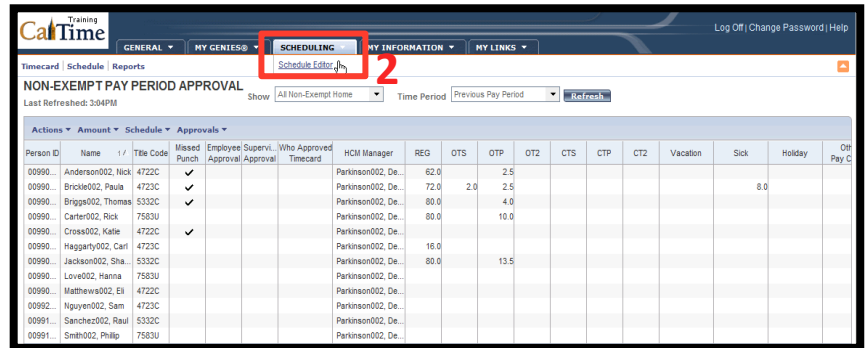 Training
CalTime
Log Off | Change Password | Help
GENERAL MY GENIES® SCHEDULING MY INFORMATION MY LINKS
Timecard | Schedule | Reports Schedule Editor 2
NON-EXEMPT PAY PERIOD APPROVAL
Show All Non-Exempt Home Time Period Previous Pay Period Refresh
Last Refreshed: 3:04PM
Actions Amount Schedule Approvals
Person ID Name 1/ Title Code Missed Punch Employee Approval Supervi... Approval Who Approved Timecard HCM Manager REG OTS OTP OT2 CTS CTP CT2 Vacation Sick Holiday Oth Pay C
00990... Anderson002, Nick 4722C ✓ Parkinson002, De... 62.0 2.5
00990... Brickle002, Paula 4723C ✓ Parkinson002, De... 72.0 2.0 2.5 8.0
00990... Briggs002, Thomas 5332C ✓ Parkinson002, De... 80.0 4.0
00990... Carter002, Rick 7583U Parkinson002, De... 80.0 10.0
00990... Cross002, Katie 4722C ✓ Parkinson002, De...
00990... Haggarty002, Carl 4723C Parkinson002, De... 16.0
00990... Jackson002, Sha... 5332C Parkinson002, De... 80.0 13.5
00990... Love002, Hanna 7583U Parkinson002, De...
00990... Matthews002, Eli 4722C Parkinson002, De...
00992... Nguyen002, Sam 4723C Parkinson002, De...
00991... Sanchez002, Raul 5332C Parkinson002, De...
00991... Smith002, Phillip 7583U Parkinson002, De...